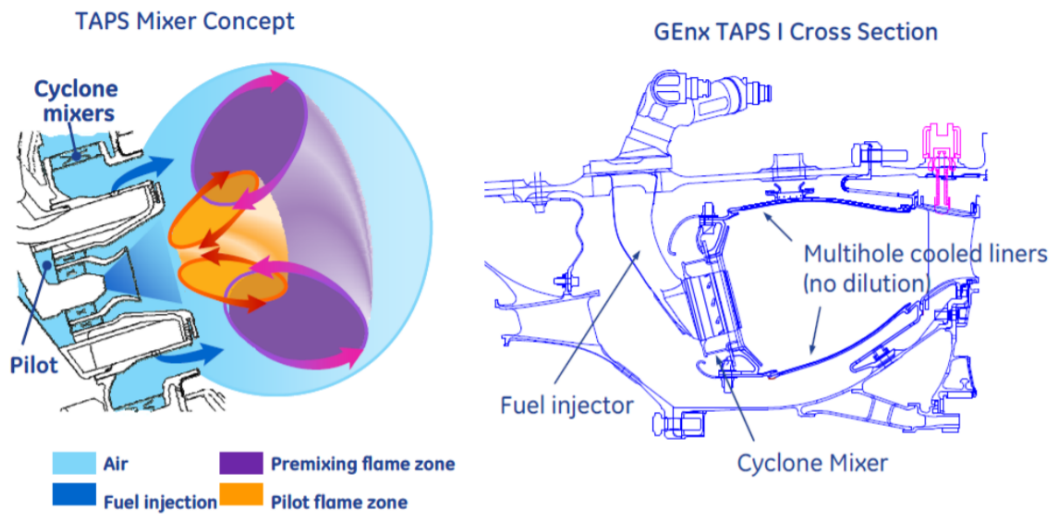 TAPS Mixer Concept
GEnx TAPS I Cross Section
Cyclone
mixers
Pilot
Multihole cooled liners
(no dilution)
Fuel injector
Cyclone Mixer
Air
Premixing flame zone
Fuel injection
Pilot flame zone